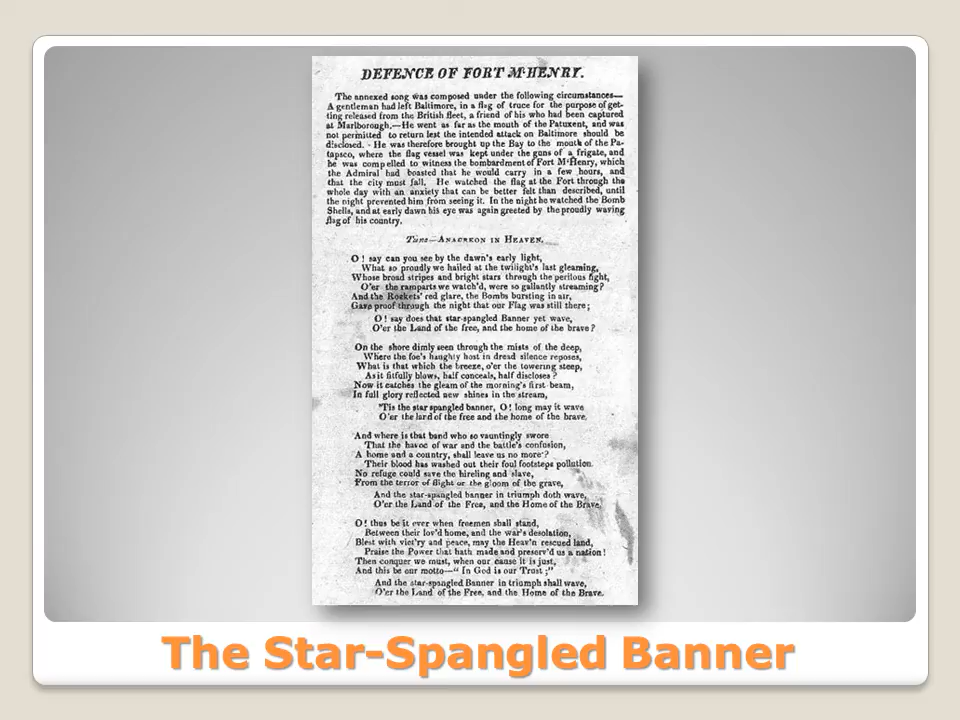 DEFENCE OF FORT M'HENRY.
The annexed song was composed under the following circumstances—
A gentleman had left Baltimore, in a flag of truce for the purpose of get-
ting released from the British fleet, a friend of his who had been captured
at Marlborough.—He went as far as the mouth of the Patuxent, and was
not permitted to return lest the intended attack on Baltimore should be
disclosed. He was therefore brought up the Bay to the mouth of the Pa-
tapsco, where the flag vessel was kept under the guns of a frigate, and
he was compelled to witness the bombardment of Fort M'Henry, which
the Admiral had boasted that he would carry in a few hours, and
that the city must fall. He watched the flag at the Fort through the
whole day with an anxiety that can be better felt than described, until
the night prevented him from seeing it. In the night he watched the Bomb
Shells, and at early dawn his eye was again greeted by the proudly waving
flag of his country.
Tune—ANACREON IN HEAVEN.
O ! say can you see by the dawn's early light,
What so proudly we hailed at the twilight's last gleaming,
Whose broad stripes and bright stars through the perilous fight,
O'er the ramparts we watch'd, were so gallantly streaming?
And the Rockets' red glare, the Bombs bursting in air,
Gave proof through the night that our Flag was still there;
O ! say does that star-spangled Banner yet wave,
O'er the Land of the free, and the home of the brave ?
On the shore dimly seen through the mists of the deep,
Where the foe's haughty host in dread silence reposes,
What is that which the breeze, o'er the towering steep,
As it fitfully blows, half conceals, half discloses ?
Now it catches the gleam of the morning's first beam,
In full glory reflected new shines in the stream,
'Tis the star spangled banner, O ! long may it wave
O'er the land of the free and the home of the brave.
And where is that band who so vauntingly swore
That the havoc of war and the battle's confusion,
A home and a country, shall leave us no more ?
Their blood has washed out their foul footsteps pollution.
No refuge could save the hireling and slave,
From the terror of flight or the gloom of the grave,
And the star-spangled banner in triumph doth wave,
O'er the Land of the Free, and the Home of the Brave.
O ! thus be it ever when freemen shall stand,
Between their lov'd home, and the war's desolation,
Blest with vict'ry and peace, may the Heav'n rescued land,
Praise the Power that hath made and preserv'd us a nation !
Then conquer we must, when our cause it is just,
And this be our motto—“ In God is our Trust ;”
And the star-spangled Banner in triumph shall wave,
O'er the Land of the Free, and the Home of the Brave.
The Star-Spangled Banner